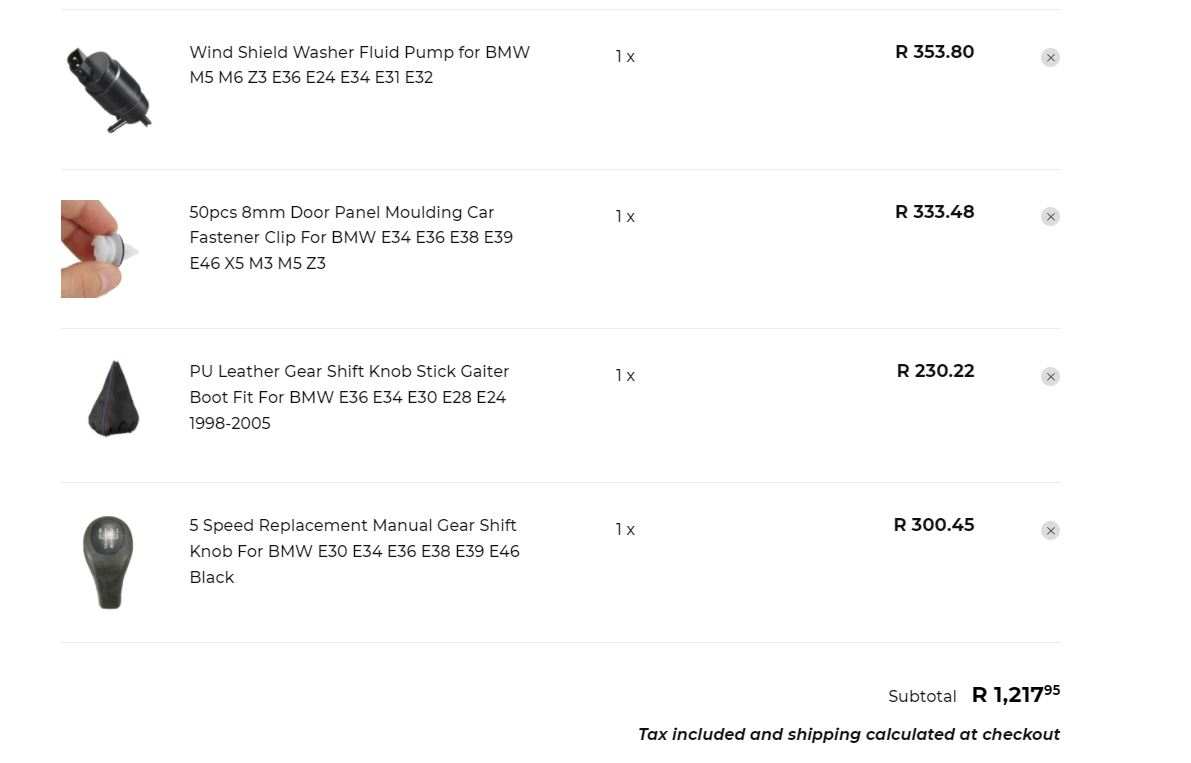 Wind Shield Washer Fluid Pump for BMW
M5 M6 Z3 E36 E24 E34 E31 E32
1 x
R 353.80
50pcs 8mm Door Panel Moulding Car
Fastener Clip For BMW E34 E36 E38 E39
E46 X5 M3 M5 Z3
1 x
R 333.48
PU Leather Gear Shift Knob Stick Gaiter
Boot Fit For BMW E36 E34 E30 E28 E24
1998-2005
1 x
R 230.22
5 Speed Replacement Manual Gear Shift
Knob For BMW E30 E34 E36 E38 E39 E46
Black
1 x
R 300.45
Subtotal R 1,217 95
Tax included and shipping calculated at checkout